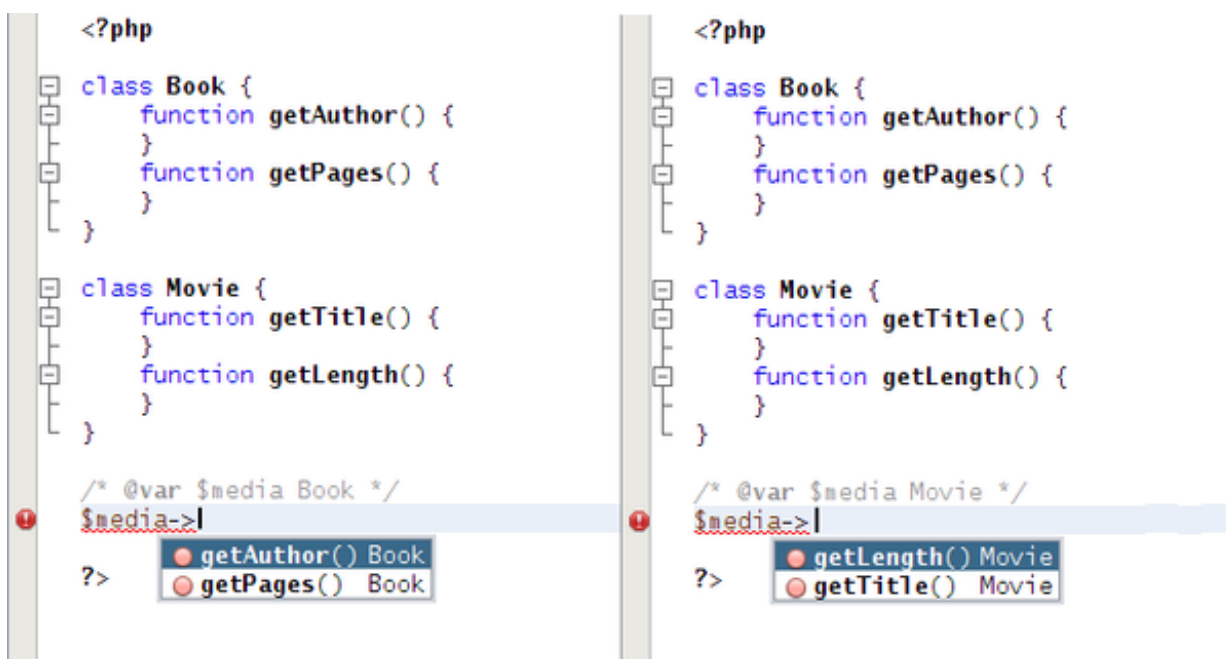 <?php
class Book {
function getAuthor() {
}
function getPages() {
}
}
class Movie {
function getTitle() {
}
function getLength() {
}
}
/* @var $media Book */
$media->
getAuthor() Book
getPages() Book
?>
<?php
class Book {
function getAuthor() {
}
function getPages() {
}
}
class Movie {
function getTitle() {
}
function getLength() {
}
}
/* @var $media Movie */
$media->
getLength() Movie
getTitle() Movie
?>